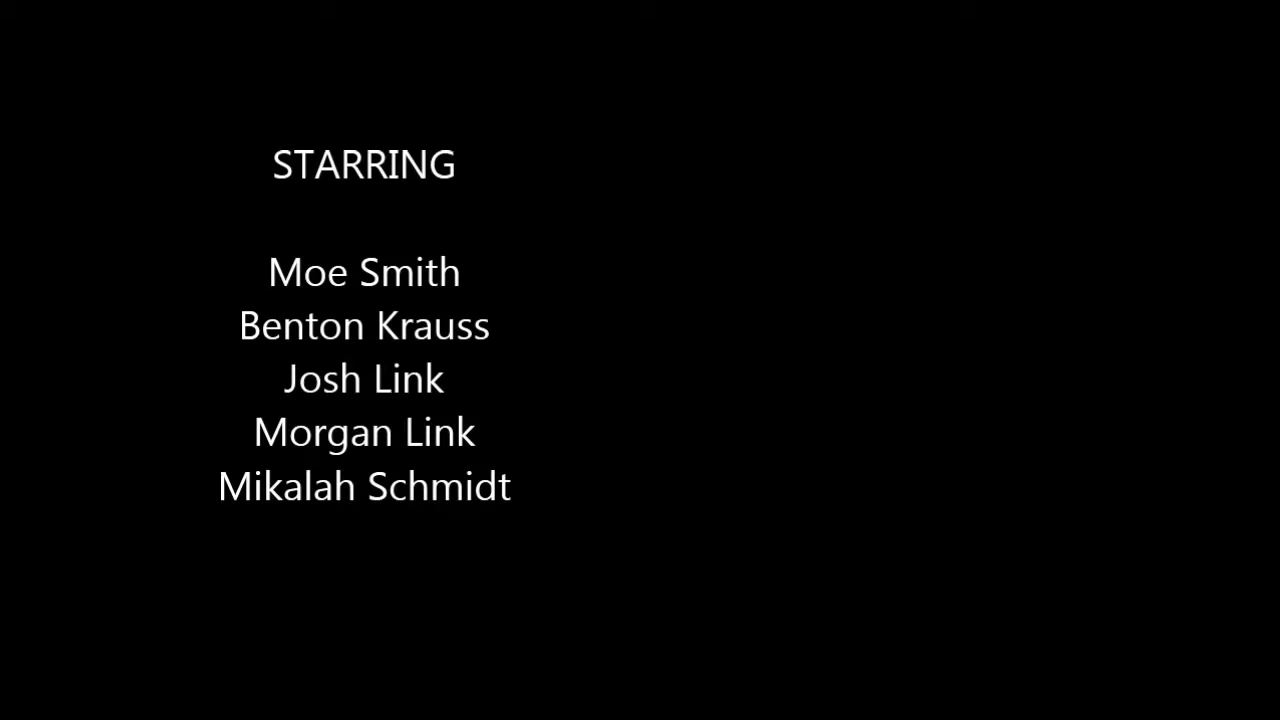 STARRING
Moe Smith
Benton Krauss
Josh Link
Morgan Link
Mikalah Schmidt